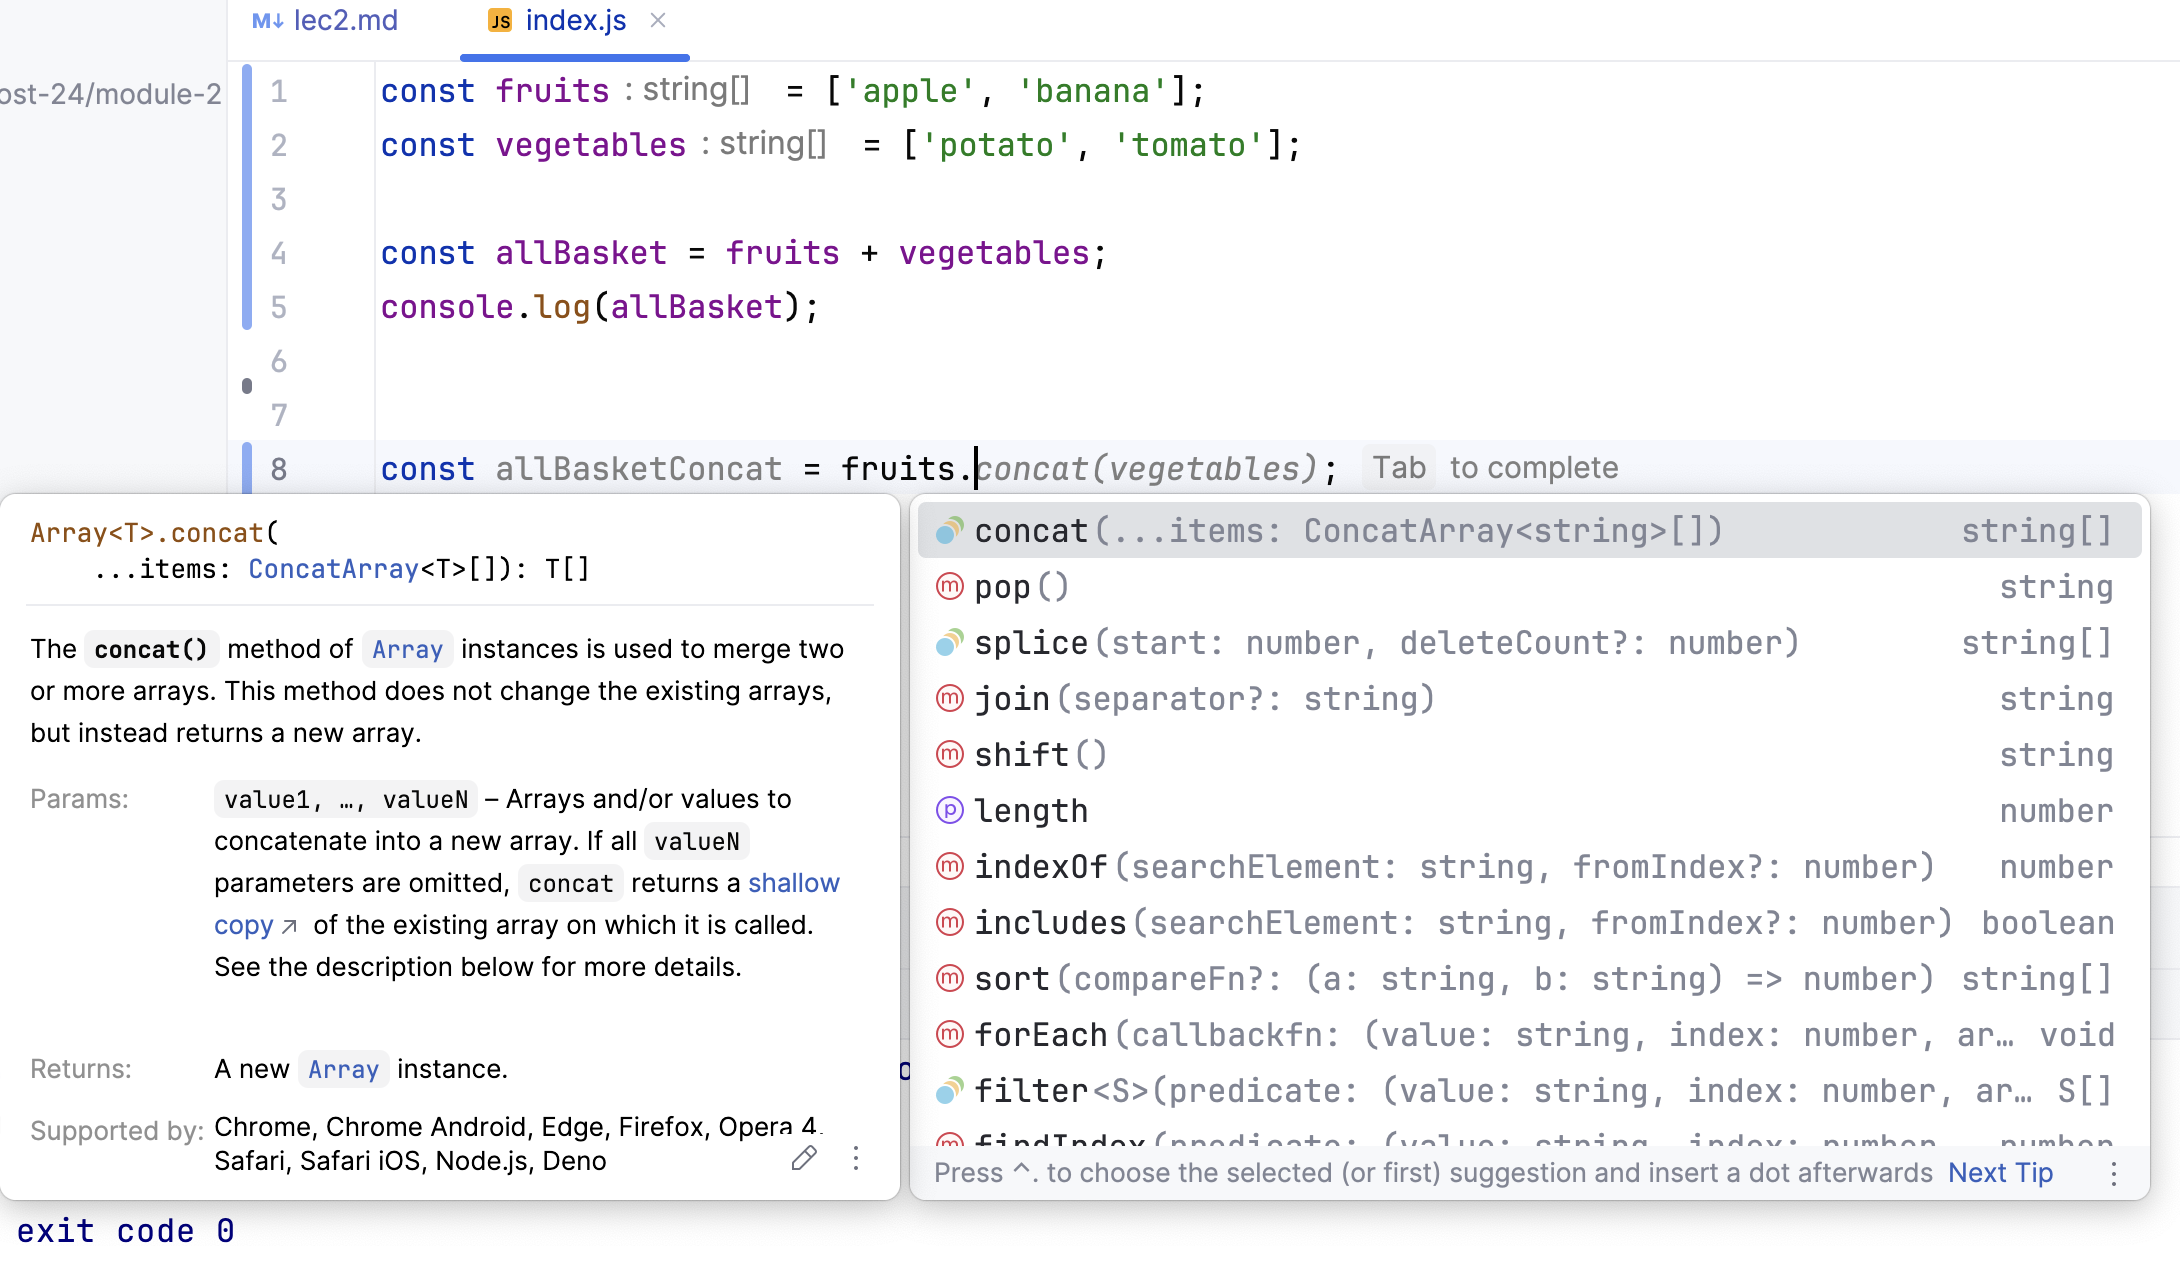 M↓ lec2.md
JS index.js ×
ost-24/module-2
1 const fruits : string[] = ['apple', 'banana'];
2 const vegetables : string[] = ['potato', 'tomato'];
3
4 const allBasket = fruits + vegetables;
5 console.log(allBasket);
6
7
8 const allBasketConcat = fruits.concat(vegetables); Tab to complete
Array<T>.concat(
...items: ConcatArray<T>[]): T[]
The concat() method of Array instances is used to merge two
or more arrays. This method does not change the existing arrays,
but instead returns a new array.
Params: value1, …, valueN – Arrays and/or values to
concatenate into a new array. If all valueN
parameters are omitted, concat returns a shallow
copy↗ of the existing array on which it is called.
See the description below for more details.
Returns: A new Array instance.
Supported by: Chrome, Chrome Android, Edge, Firefox, Opera 4.
Safari, Safari iOS, Node.js, Deno
concat(...items: ConcatArray<string>[]) string[]
m pop() string
splice(start: number, deleteCount?: number) string[]
m join(separator?: string) string
m shift() string
p length number
m indexOf(searchElement: string, fromIndex?: number) number
m includes(searchElement: string, fromIndex?: number) boolean
m sort(compareFn?: (a: string, b: string) => number) string[]
m forEach(callbackfn: (value: string, index: number, ar… void
filter<S>(predicate: (value: string, index: number, ar… S[]
m findIndex(predicate: (value: string, index: number number
Press ^. to choose the selected (or first) suggestion and insert a dot afterwards Next Tip
exit code 0